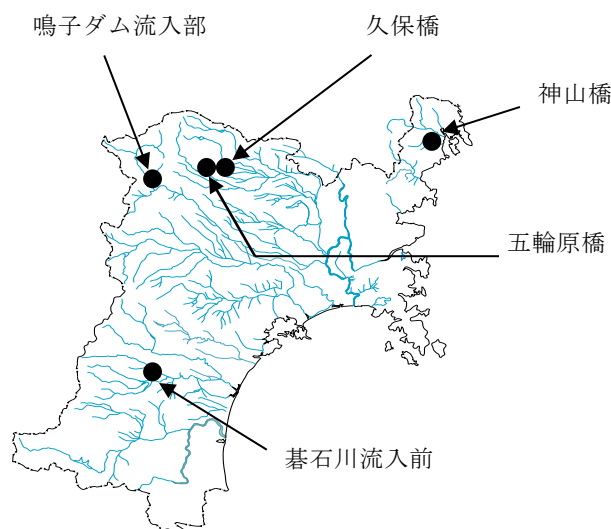 鳴子ダム流入部
久保橋
神山橋
五輪原橋
碁石川流入前